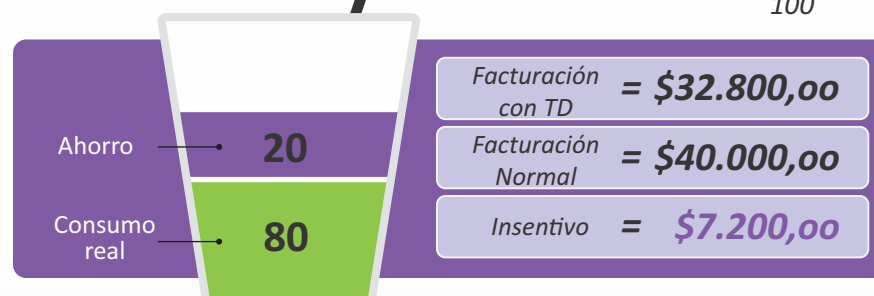 100
Facturación
con TD
= $32.800,oo
Ahorro
20
Facturación
Normal
= $40.000,oo
Consumo
real
80
Insentivo = $7.200,oo